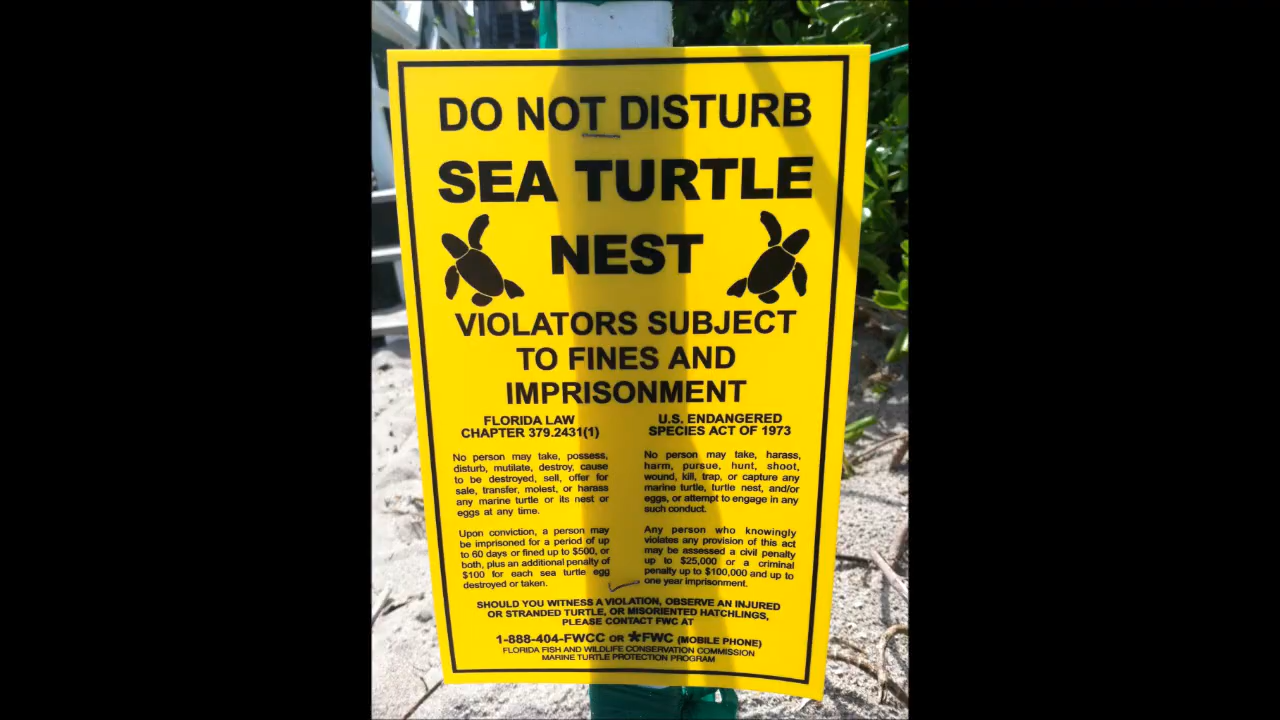 DO NOT DISTURB
SEA TURTLE
NEST
VIOLATORS SUBJECT
TO FINES AND
IMPRISONMENT
FLORIDA LAW
CHAPTER 379.2431(1)
No person may take, possess,
disturb, mutilate, destroy, cause
to be destroyed, sell, offer for
sale, transfer, molest, or harass
any marine turtle or its nest or
eggs at any time.
Upon conviction, a person may
be imprisoned for a period of up
to 60 days or fined up to $500, or
both, plus an additional penalty of
$100 for each sea turtle egg
destroyed or taken.
U.S. ENDANGERED
SPECIES ACT OF 1973
No person may take, harass,
harm, pursue, hunt, shoot,
wound, kill, trap, or capture any
marine turtle, turtle nest, and/or
eggs, or attempt to engage in any
such conduct.
Any person who knowingly
violates any provision of this act
may be assessed a civil penalty
up to $25,000 or a criminal
penalty up to $100,000 and up to
one year imprisonment.
SHOULD YOU WITNESS A VIOLATION, OBSERVE AN INJURED
OR STRANDED TURTLE, OR MISORIENTED HATCHLINGS,
PLEASE CONTACT FWC AT
1-888-404-FWCC OR *FWC (MOBILE PHONE)
FLORIDA FISH AND WILDLIFE CONSERVATION COMMISSION
MARINE TURTLE PROTECTION PROGRAM